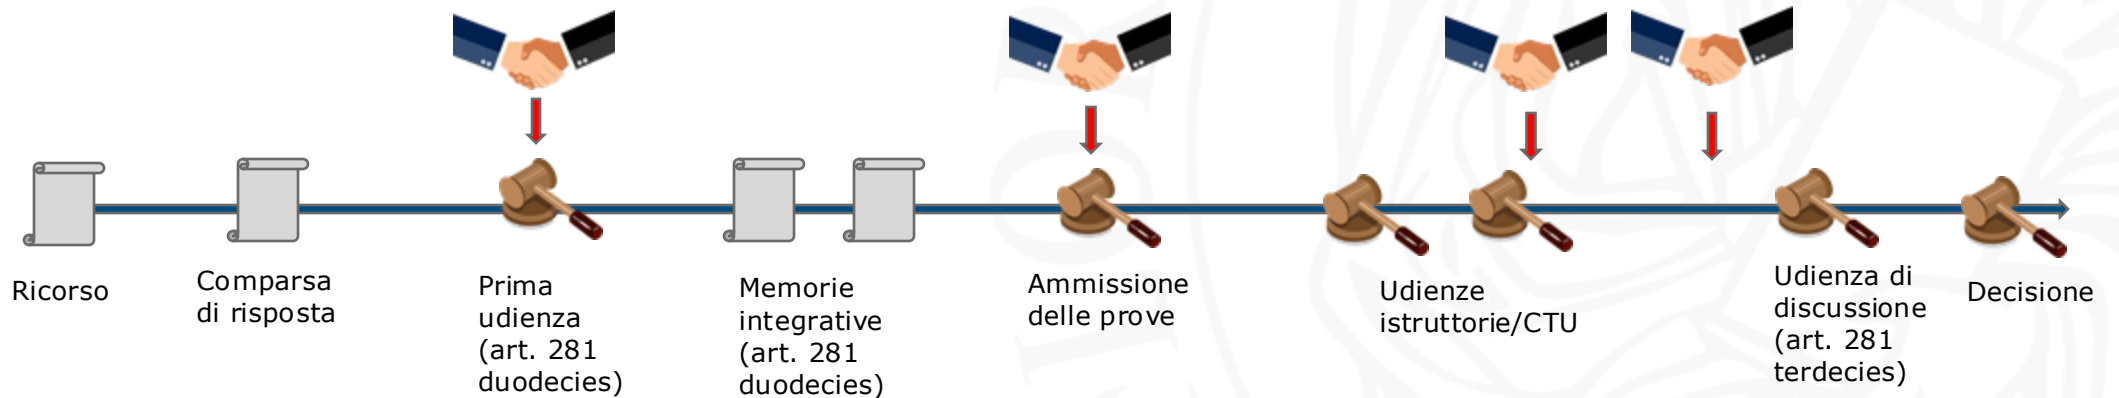 Ricorso
Comparsa
di risposta
Prima
udienza
(art. 281
duodecies)
Memorie
integrative
(art. 281
duodecies)
Ammissione
delle prove
Udienze
istruttorie/CTU
Udienza di
discussione
(art. 281
terdecies)
Decisione